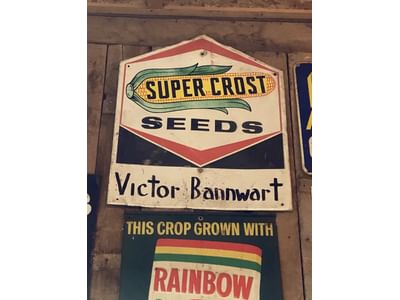 SUPER CROST
SEEDS
Victor Bannwart
THIS CROP GROWN WITH
RAINBOW